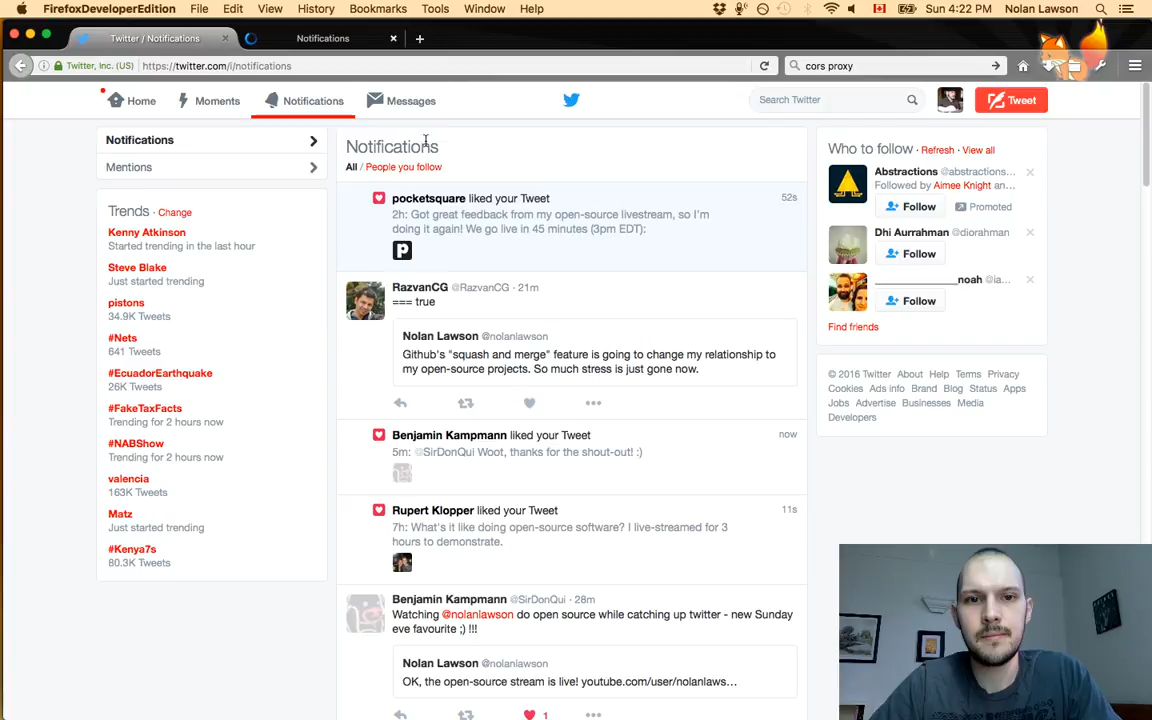 FirefoxDeveloperEdition File Edit View History Bookmarks Tools Window Help Sun 4:22 PM Nolan Lawson
Twitter / Notifications
Notifications
Twitter, Inc. (US) https://twitter.com/i/notifications
cors proxy
Home Moments Notifications Messages
Search Twitter
Tweet
Notifications
Mentions
Trends · Change
Kenny Atkinson
Started trending in the last hour
Steve Blake
Just started trending
pistons
34.9K Tweets
#Nets
641 Tweets
#EcuadorEarthquake
26K Tweets
#FakeTaxFacts
Trending for 2 hours now
#NABShow
Trending for 2 hours now
valencia
163K Tweets
Matz
Just started trending
#Kenya7s
80.3K Tweets
Notifications
All / People you follow
pocketsquare liked your Tweet 52s
2h: Got great feedback from my open-source livestream, so I'm
doing it again! We go live in 45 minutes (3pm EDT):
P
RazvanCG @RazvanCG · 21m
=== true
Nolan Lawson @nolanlawson
Github's "squash and merge" feature is going to change my relationship to
my open-source projects. So much stress is just gone now.
Benjamin Kampmann liked your Tweet now
5m: @SirDonQui Woot, thanks for the shout-out! :)
Rupert Klopper liked your Tweet 11s
7h: What's it like doing open-source software? I live-streamed for 3
hours to demonstrate.
Benjamin Kampmann @SirDonQui · 28m
Watching @nolanlawson do open source while catching up twitter - new Sunday
eve favourite ;) !!!
Nolan Lawson @nolanlawson
OK, the open-source stream is live! youtube.com/user/nolanlaws…
1
Who to follow · Refresh · View all
Abstractions @abstractions...
Followed by Aimee Knight an...
Follow Promoted
Dhi Aurrahman @diorahman
Follow
________________noah @ia...
Follow
Find friends
© 2016 Twitter About Help Terms Privacy
Cookies Ads info Brand Blog Status Apps
Jobs Advertise Businesses Media
Developers